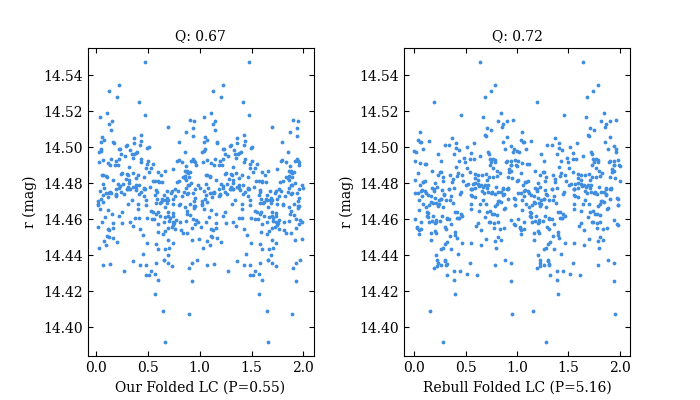 Q: 0.67
14.54
14.52
14.50
14.48
14.46
14.44
14.42
14.40
r (mag)
0.0 0.5 1.0 1.5 2.0
Our Folded LC (P=0.55)
Q: 0.72
14.54
14.52
14.50
14.48
14.46
14.44
14.42
14.40
r (mag)
0.0 0.5 1.0 1.5 2.0
Rebull Folded LC (P=5.16)